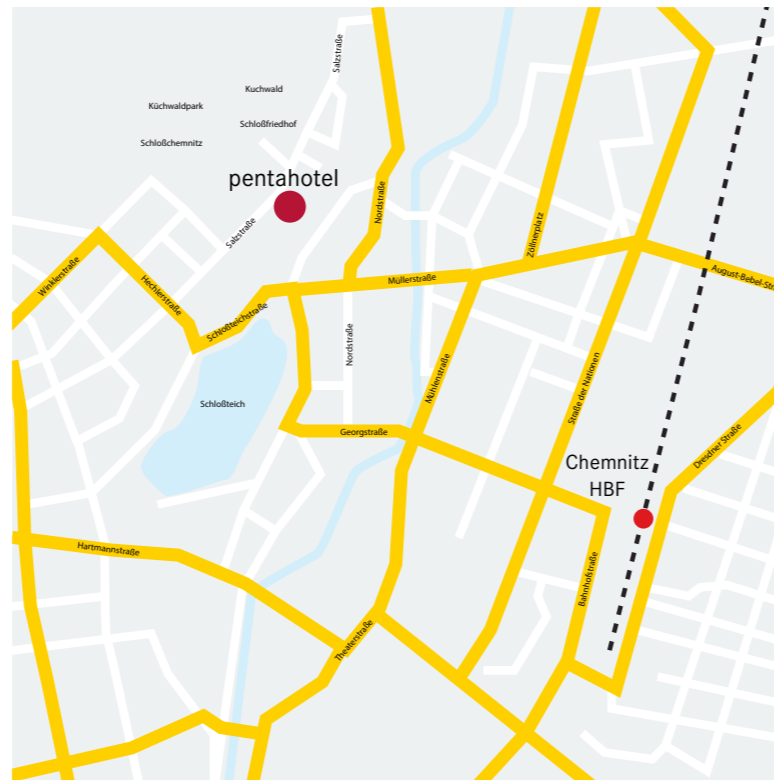 Salzstraße
Kuchwald
Küchwaldpark
Schloßfriedhof
Schloßchemnitz
pentahotel
Salzstraße
Nordstraße
Zöllnerplatz
Winklerstraße
Hechlerstraße
Müllerstraße
August-Bebel-Str
Schloßteichstraße
Nordstraße
Mühlenstraße
Straße der Nationen
Schloßteich
Georgstraße
Dresdner Straße
Chemnitz
HBF
Hartmannstraße
Bahnhofstraße
Theaterstraße